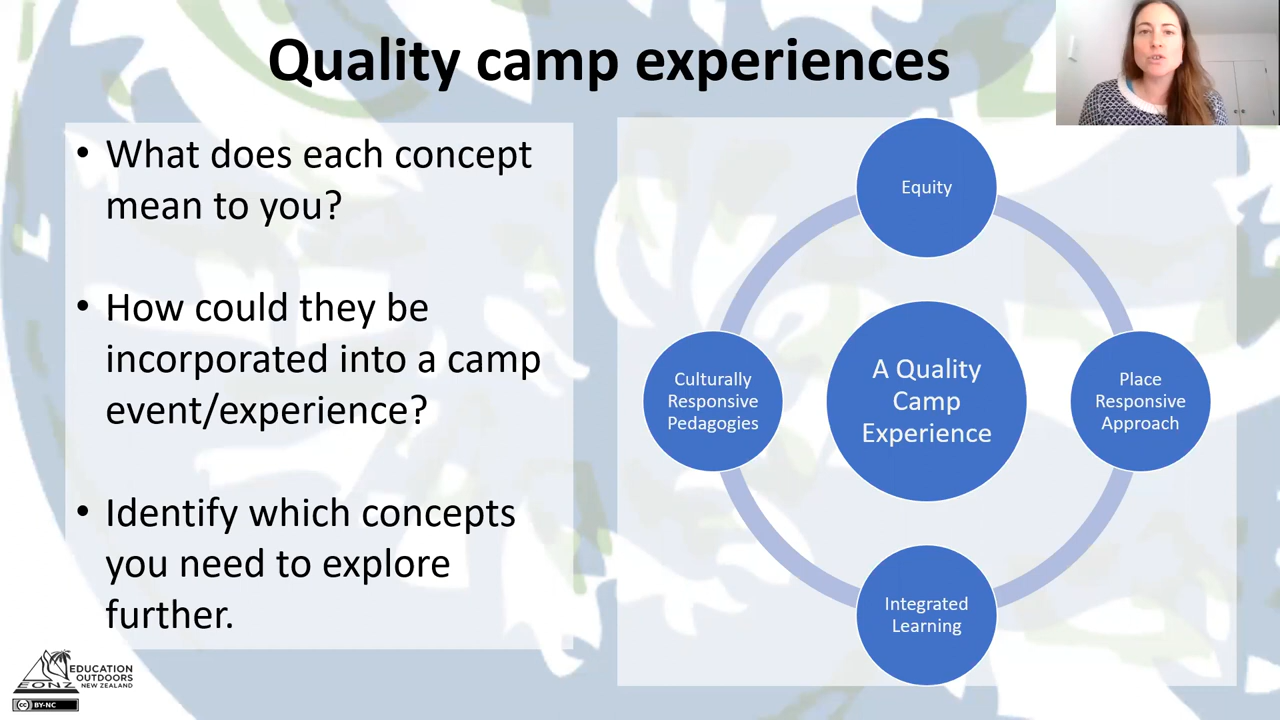 Quality camp experiences
• What does each concept
mean to you?
• How could they be
incorporated into a camp
event/experience?
• Identify which concepts
you need to explore
further.
Equity
Culturally
Responsive
Pedagogies
A Quality
Camp
Experience
Place
Responsive
Approach
Integrated
Learning
EONZ
EDUCATION
OUTDOORS
NEW ZEALAND
cc BY-NC